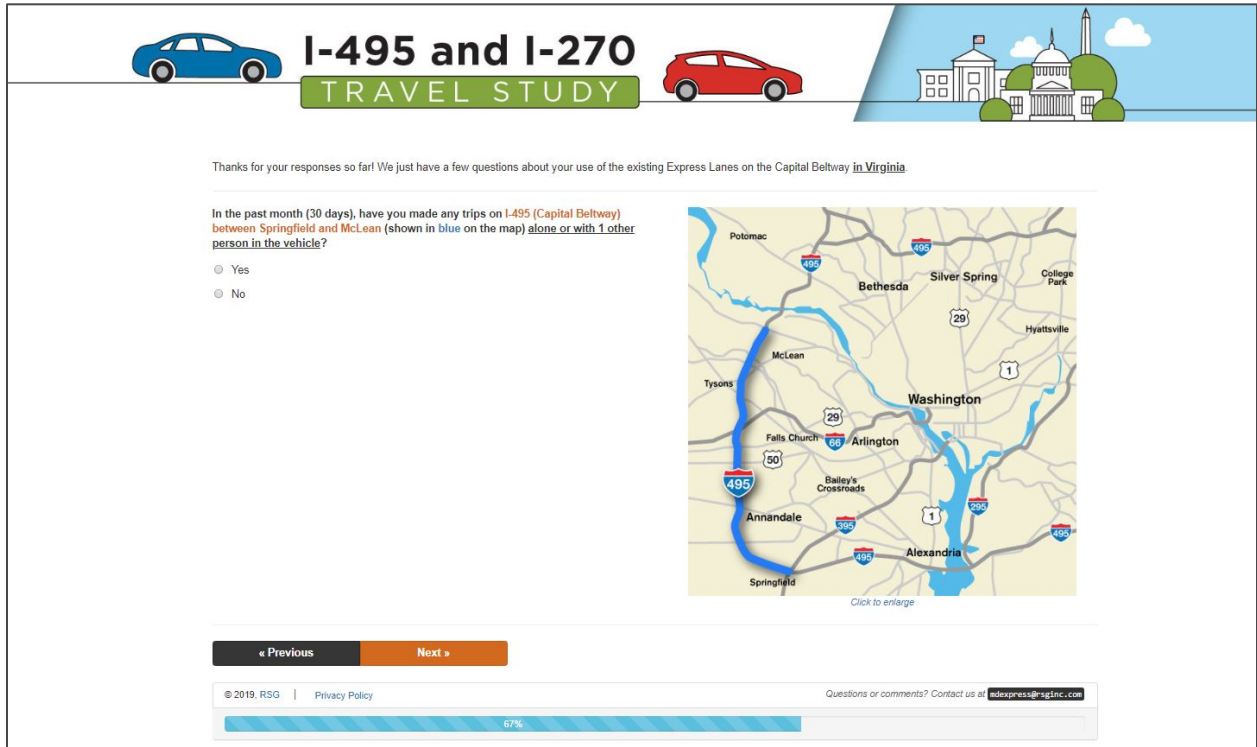 I-495 and I-270
TRAVEL STUDY
Thanks for your responses so far! We just have a few questions about your use of the existing Express Lanes on the Capital Beltway in Virginia.
In the past month (30 days), have you made any trips on I-495 (Capital Beltway)
between Springfield and McLean (shown in blue on the map) alone or with 1 other
person in the vehicle?
Yes
No
Potomac
495
495
Silver Spring
College
Park
Bethesda
29
Hyattsville
McLean
1
Tysons
Washington
29
Falls Church
66
Arlington
50
495
Bailey's
Crossroads
295
Annandale
395
1
495
495
Alexandria
Springfield
Click to enlarge
« Previous
Next »
© 2019, RSG | Privacy Policy
Questions or comments? Contact us at mdexpress@rsginc.com
67%